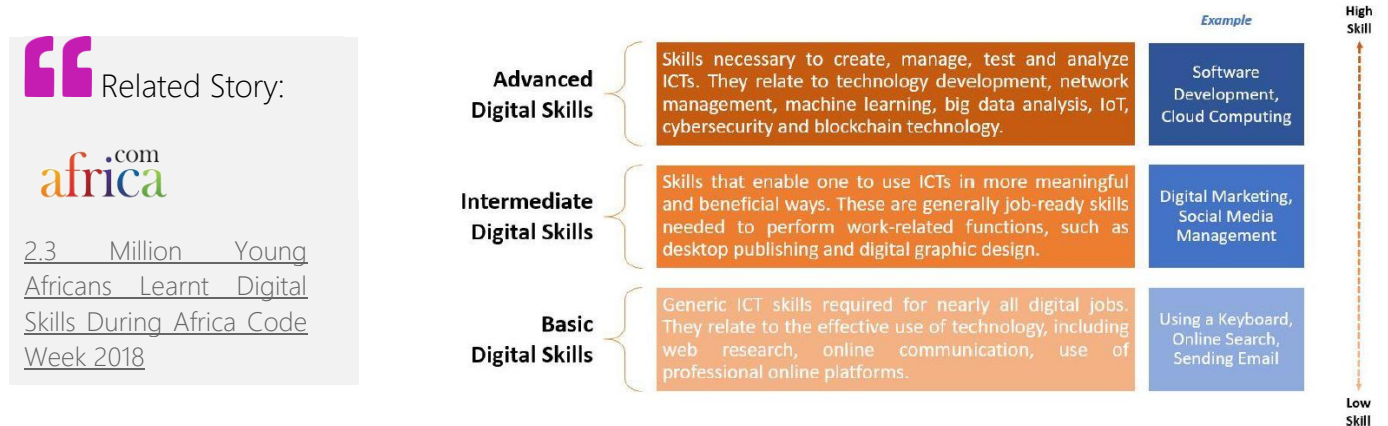 Related Story:
africa.com
2.3 Million Young
Africans Learnt Digital
Skills During Africa Code
Week 2018
Example
High
Skill
Advanced
Digital Skills
Skills necessary to create, manage, test and analyze
ICTs. They relate to technology development, network
management, machine learning, big data analysis, IoT,
cybersecurity and blockchain technology.
Software
Development,
Cloud Computing
Intermediate
Digital Skills
Skills that enable one to use ICTs in more meaningful
and beneficial ways. These are generally job-ready skills
needed to perform work-related functions, such as
desktop publishing and digital graphic design.
Digital Marketing,
Social Media
Management
Basic
Digital Skills
Generic ICT skills required for nearly all digital jobs.
They relate to the effective use of technology, including
web research, online communication, use of
professional online platforms.
Using a Keyboard,
Online Search,
Sending Email
Low
Skill